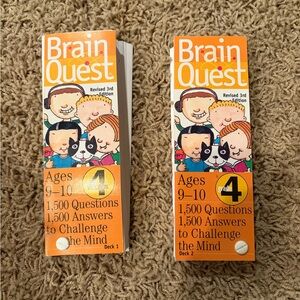 Brain
Quest
Revised 3rd
Edition
Ages
9–10
4
1,500 Questions
1,500 Answers
to Challenge
the Mind
Deck 1
Brain
Quest
Revised 3rd
Edition
Ages
9–10
4
1,500 Questions
1,500 Answers
to Challenge
the Mind
Deck 2